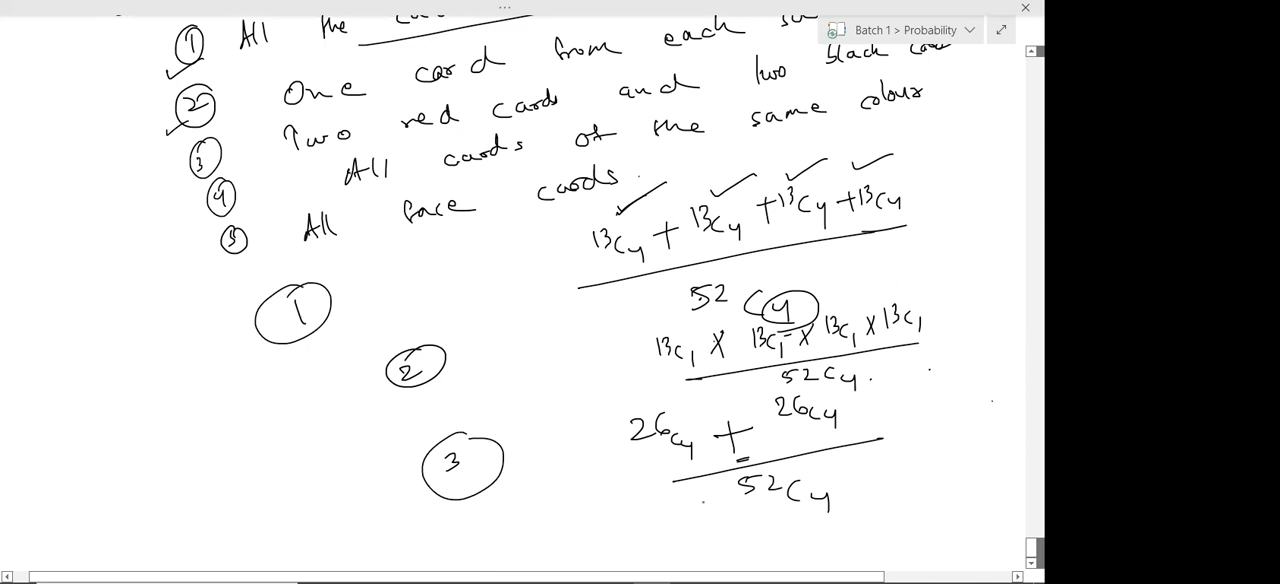 Batch 1 > Probability
① All the
② One card from each
③ Two red cards and two black
④ All cards of the same colour
⑤ All face cards.
¹³C₄ + ¹³C₄ + ¹³C₄ + ¹³C₄
⁵²C₄
①
¹³C₁ X ¹³C₁ X ¹³C₁ X ¹³C₁
⁵²C₄.
②
26C₄ + 26C₄
52C₄
③